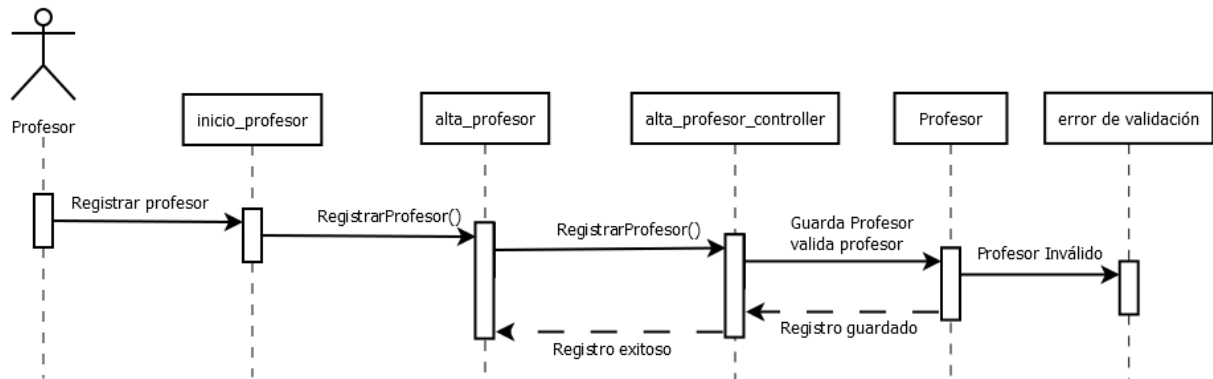 Profesor
inicio_profesor
alta_profesor
alta_profesor_controller
Profesor
error de validación
Registrar profesor
RegistrarProfesor()
RegistrarProfesor()
Guarda Profesor
valida profesor
Profesor Inválido
Registro guardado
Registro exitoso